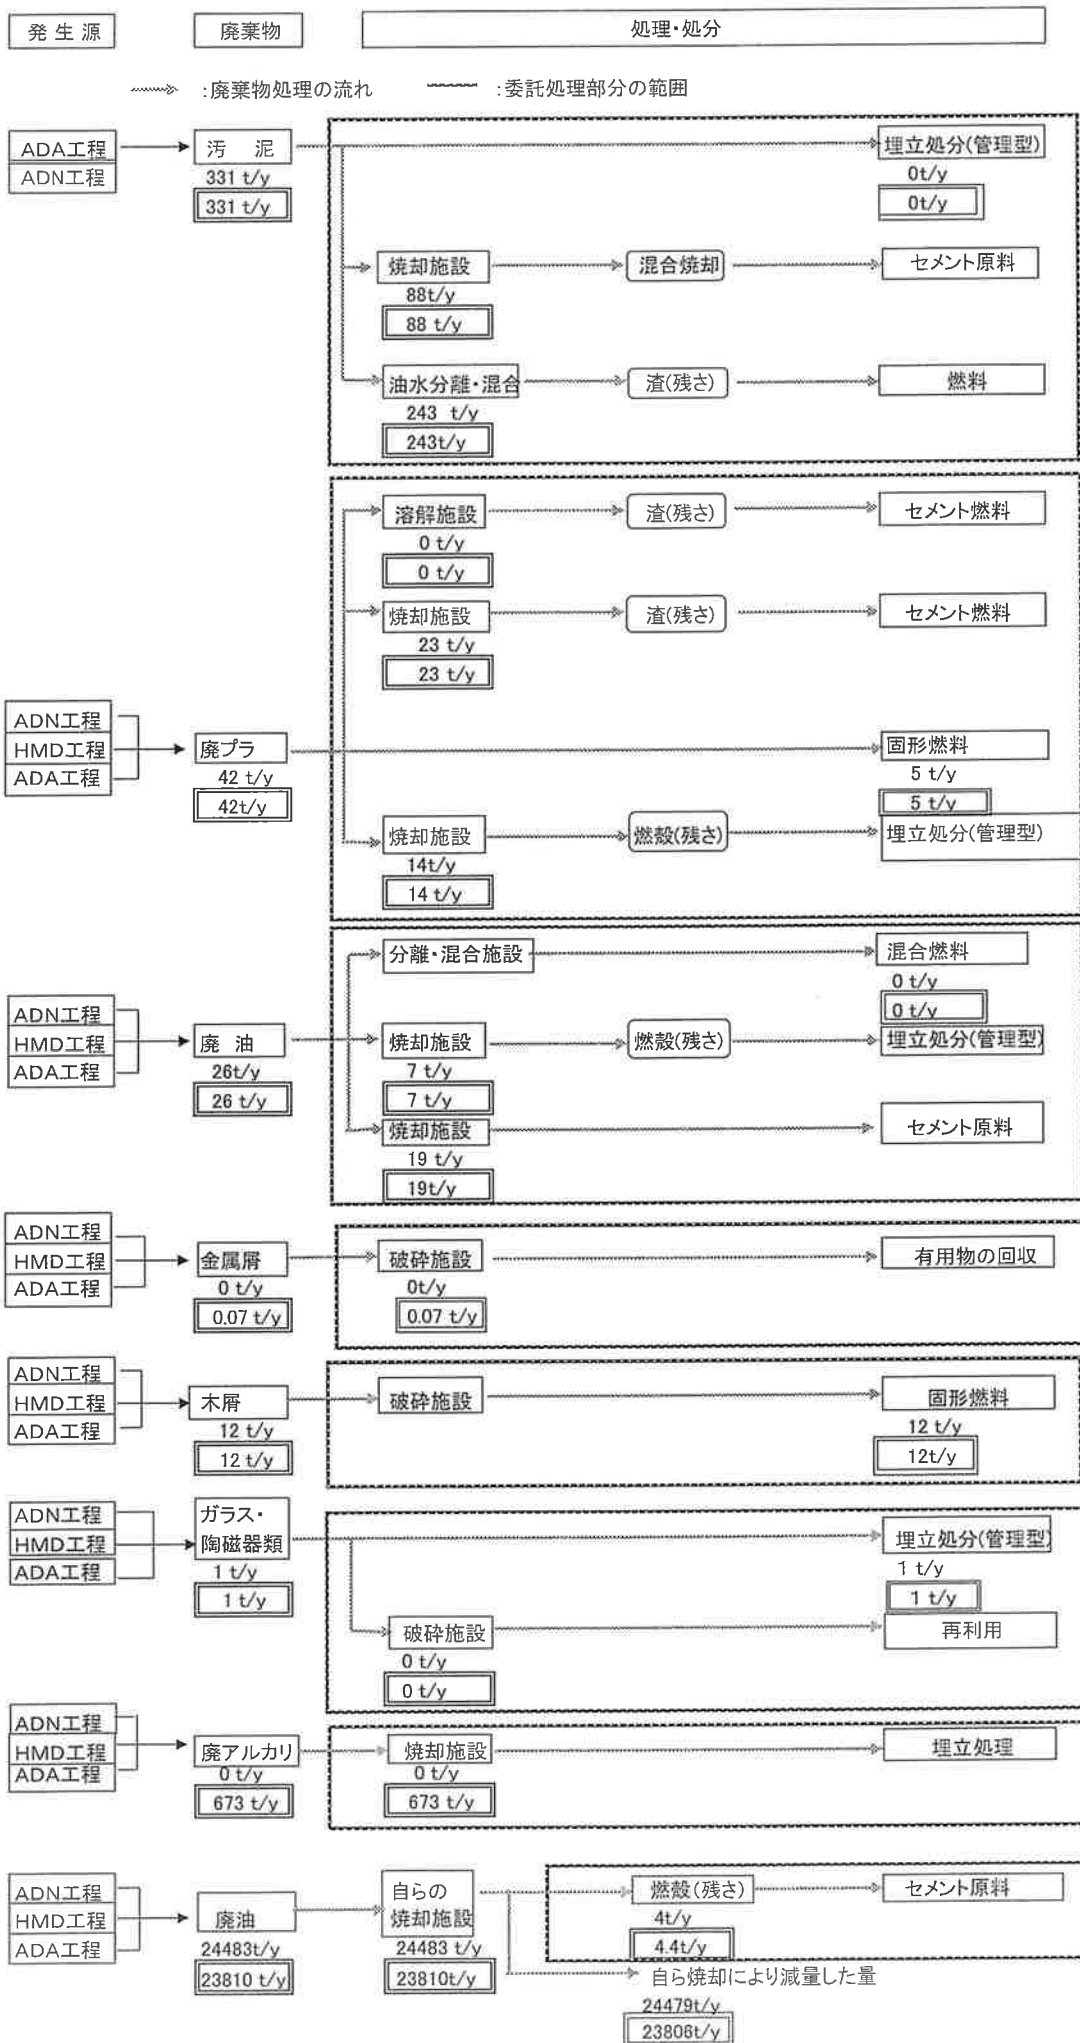 発生源 廃棄物 処理・処分
:廃棄物処理の流れ :委託処理部分の範囲
ADA工程 汚泥 埋立処分(管理型)
ADN工程 331 t/y 0t/y
331 t/y 0t/y
焼却施設 混合焼却 セメント原料
88t/y
88 t/y
油水分離・混合 渣(残さ) 燃料
243 t/y
243t/y
溶解施設 渣(残さ) セメント燃料
0 t/y
0 t/y
焼却施設 渣(残さ) セメント燃料
23 t/y
23 t/y
ADN工程
HMD工程 廃プラ 固形燃料
ADA工程 42 t/y 5 t/y
42t/y 5 t/y
焼却施設 燃殻(残さ) 埋立処分(管理型)
14t/y
14 t/y
分離・混合施設 混合燃料
0 t/y
ADN工程 0 t/y
HMD工程 廃油 焼却施設 燃殻(残さ) 埋立処分(管理型)
ADA工程 26t/y 7 t/y
26 t/y 7 t/y
焼却施設 セメント原料
19 t/y
19t/y
ADN工程
HMD工程 金属屑 破砕施設 有用物の回収
ADA工程 0 t/y 0t/y
0.07 t/y 0.07 t/y
ADN工程
HMD工程 木屑 破砕施設 固形燃料
ADA工程 12 t/y 12 t/y
12 t/y 12t/y
ADN工程 ガラス・
HMD工程 陶磁器類 埋立処分(管理型)
ADA工程 1 t/y 1 t/y
1 t/y 1 t/y
破砕施設 再利用
0 t/y
0 t/y
ADN工程
HMD工程 廃アルカリ 焼却施設 埋立処理
ADA工程 0 t/y 0 t/y
673 t/y 673 t/y
ADN工程 自らの 燃殻(残さ) セメント原料
HMD工程 廃油 焼却施設 4t/y
ADA工程 24483t/y 24483 t/y 4.4t/y
23810 t/y 23810t/y 自ら焼却により減量した量
24479t/y
23806t/y